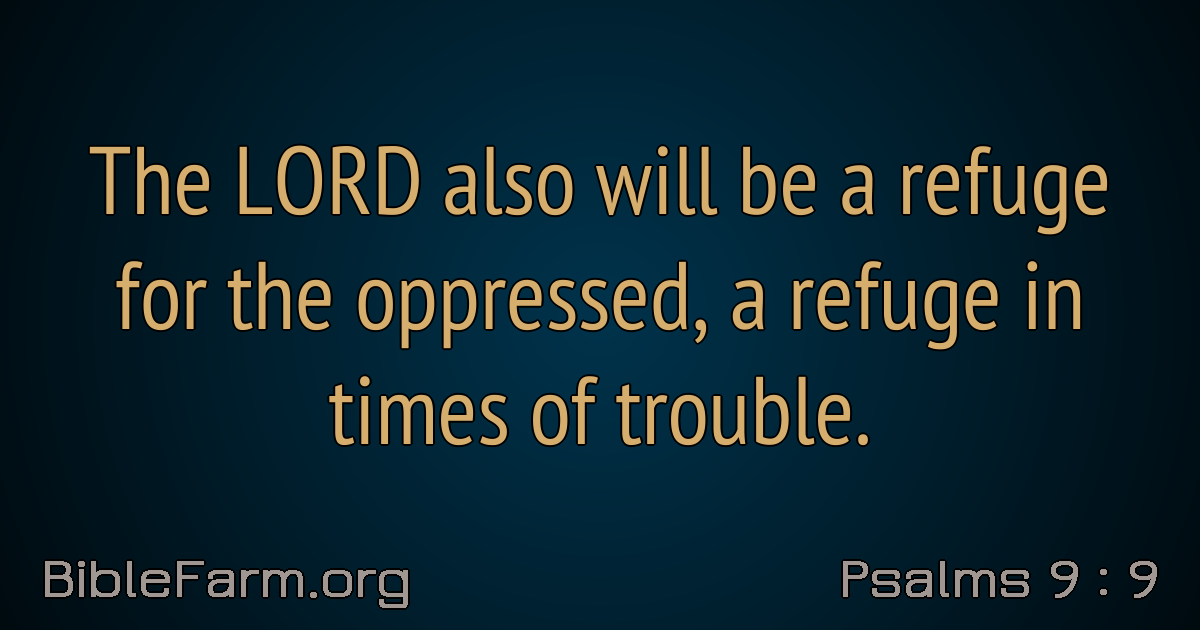 The LORD also will be a refuge
for the oppressed, a refuge in
times of trouble.
BibleFarm.org
Psalms 9 : 9